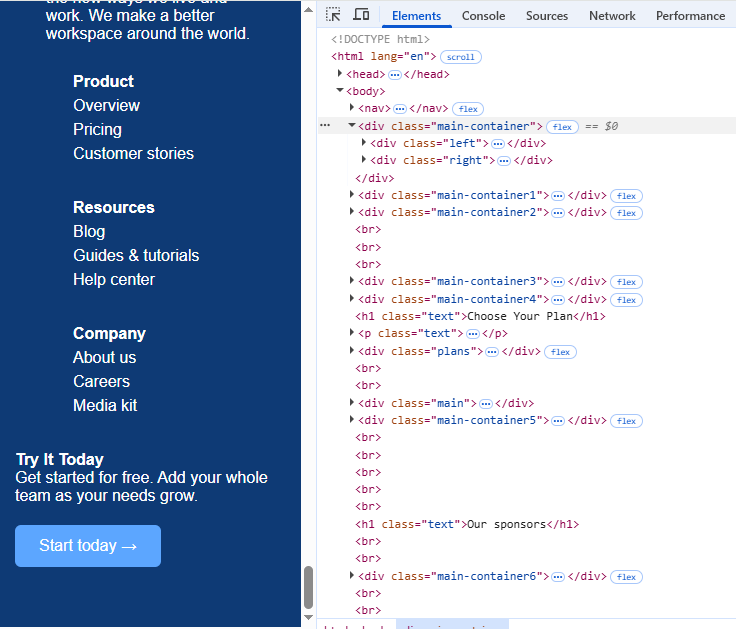 the new ways we live and
work. We make a better
workspace around the world.
Product
Overview
Pricing
Customer stories
Resources
Blog
Guides & tutorials
Help center
Company
About us
Careers
Media kit
Try It Today
Get started for free. Add your whole
team as your needs grow.
Start today →
Elements Console Sources Network Performance
<!DOCTYPE html>
<html lang="en"> scroll
<head> ⋯ </head>
<body>
<nav> ⋯ </nav> flex
⋯ <div class="main-container"> flex == $0
<div class="left"> ⋯ </div>
<div class="right"> ⋯ </div>
</div>
<div class="main-container1"> ⋯ </div> flex
<div class="main-container2"> ⋯ </div> flex
<br>
<br>
<br>
<div class="main-container3"> ⋯ </div> flex
<div class="main-container4"> ⋯ </div> flex
<h1 class="text">Choose Your Plan</h1>
<p class="text"> ⋯ </p>
<div class="plans"> ⋯ </div> flex
<br>
<br>
<div class="main"> ⋯ </div>
<div class="main-container5"> ⋯ </div> flex
<br>
<br>
<br>
<br>
<br>
<h1 class="text">Our sponsors</h1>
<br>
<br>
<div class="main-container6"> ⋯ </div> flex
<br>
<br>